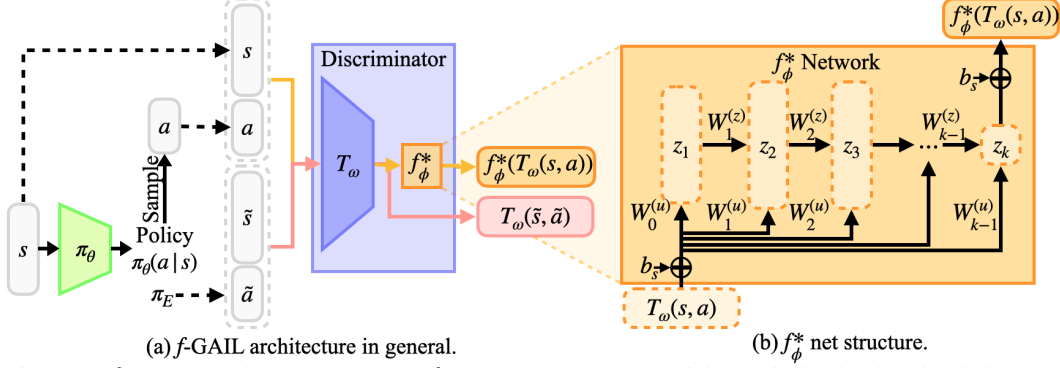 s
a
a
Sample
s
π_θ
Policy
π_θ(a|s)
π_E
s̃
ã
Discriminator
T_ω
f*_ϕ
f*_ϕ(T_ω(s, a))
T_ω(s̃, ã)
(a) f-GAIL architecture in general.
f*_ϕ(T_ω(s, a))
b_s
f*_ϕ Network
z_1
W_1^(z)
z_2
W_2^(z)
z_3
...
W_{k-1}^(z)
z_k
W_0^(u)
W_1^(u)
W_2^(u)
W_{k-1}^(u)
b_s
T_ω(s, a)
(b) f*_ϕ net structure.